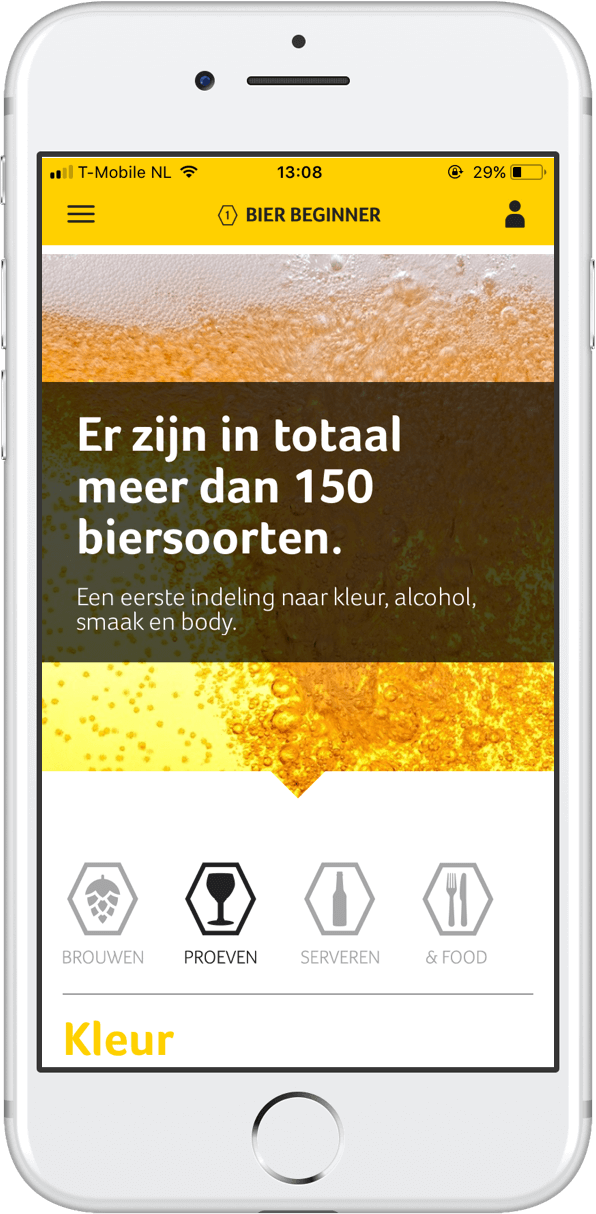 T-Mobile NL 13:08 29%
1 BIER BEGINNER
Er zijn in totaal
meer dan 150
biersoorten.
Een eerste indeling naar kleur, alcohol,
smaak en body.
BROUWEN PROEVEN SERVEREN & FOOD
Kleur